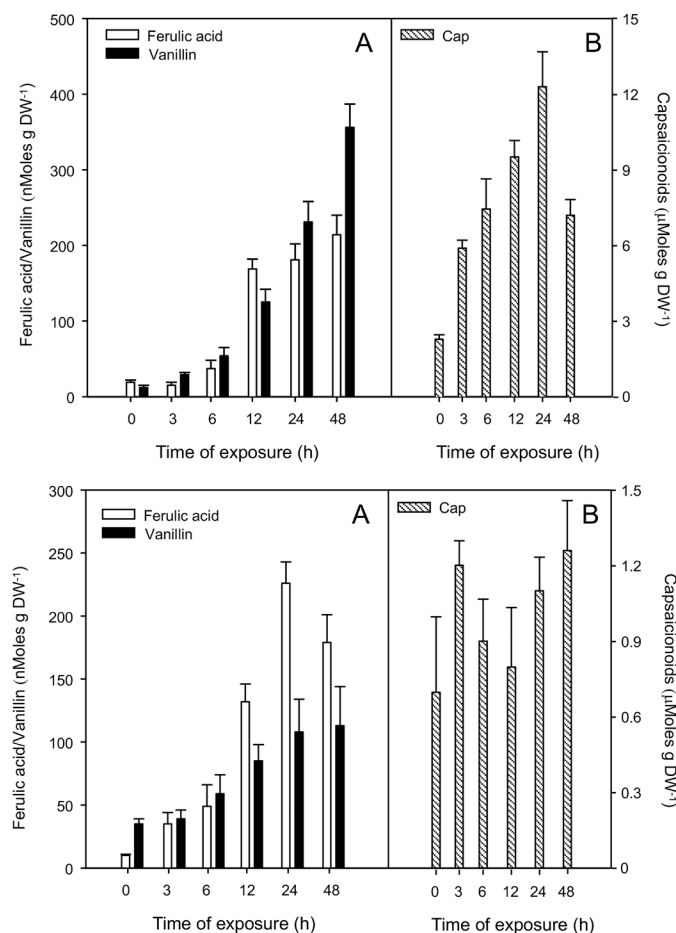 500
400
300
200
100
0
Ferulic acid/Vanillin (nMoles g DW-1)
Ferulic acid
Vanillin
A
0 3 6 12 24 48
Time of exposure (h)
Cap
B
15
12
9
6
3
0
Capsaicionoids (μMoles g DW-1)
0 3 6 12 24 48
Time of exposure (h)
300
250
200
150
100
50
0
Ferulic acid/Vanillin (nMoles g DW-1)
Ferulic acid
Vanillin
A
0 3 6 12 24 48
Time of exposure (h)
Cap
B
1.5
1.2
0.9
0.6
0.3
0
Capsaicionoids (μMoles g DW-1)
0 3 6 12 24 48
Time of exposure (h)